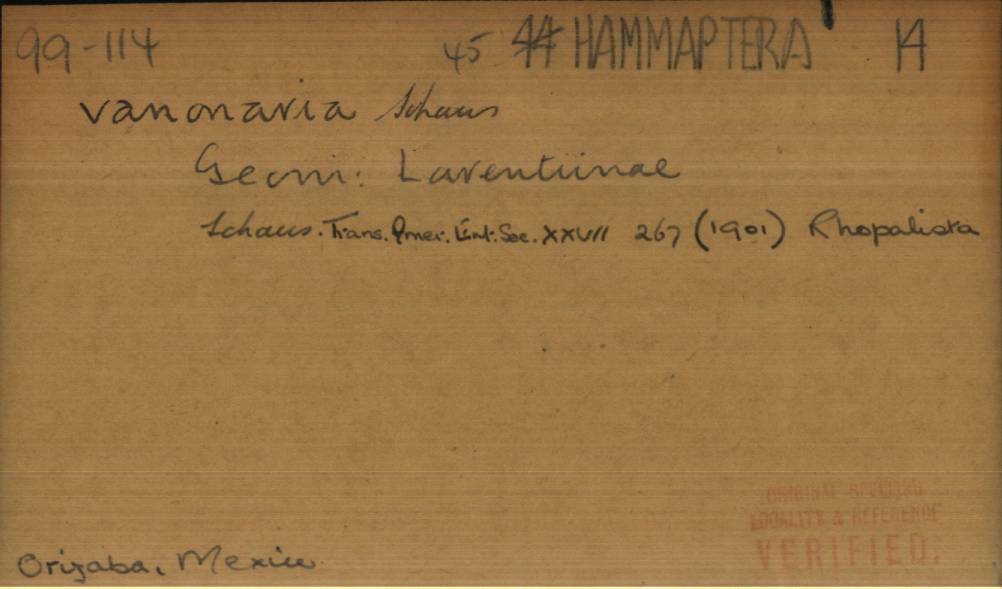 99-114 45 44 HAMMAPTERA 14
vanonaria Schaus
Geom: Larentiinae
Schaus. Trans. Amer. Ent. Soc. XXVII 267 (1901) Rhopalista
ORIGINAL SPELLING
LOCALITY & REFERENCE
VERIFIED.
Orizaba, Mexico